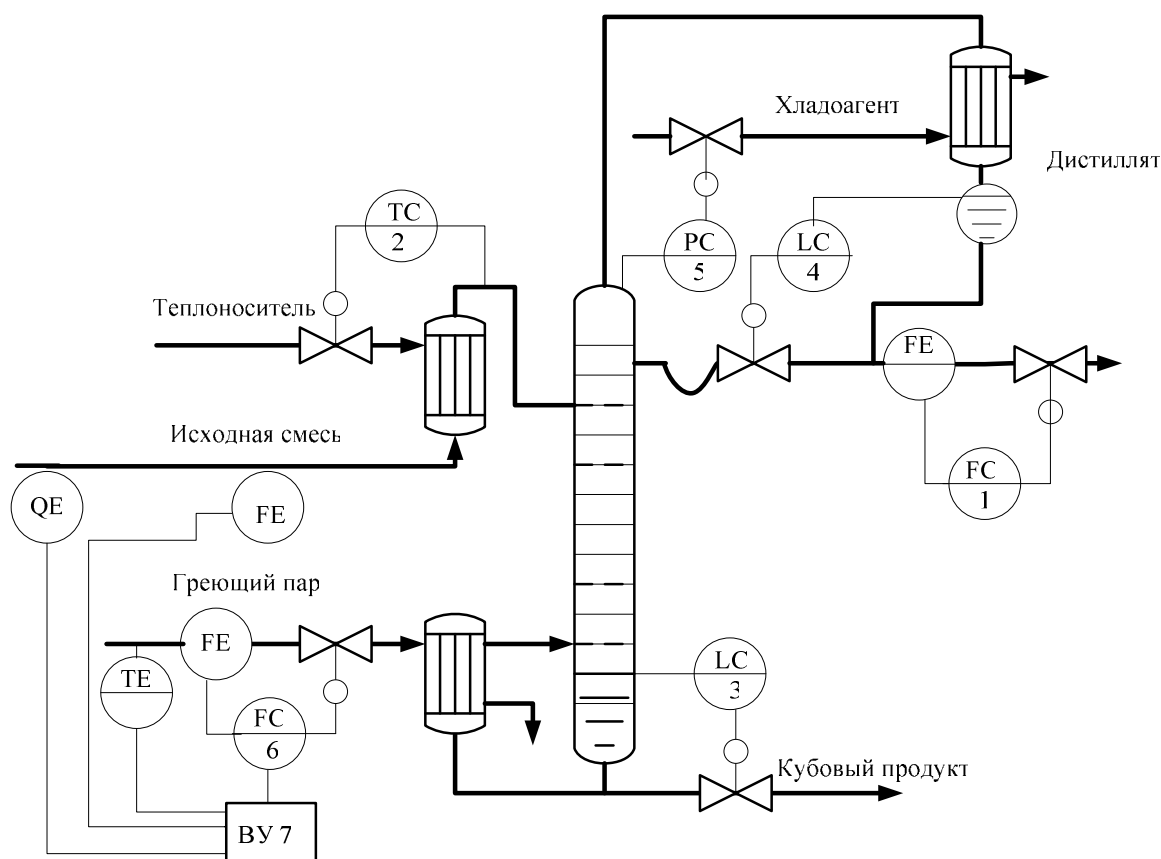 Хладоагент
Дистиллят
TC
2
PC
5
LC
4
Теплоноситель
FE
Исходная смесь
FC
1
QE
FE
Греющий пар
FE
TE
LC
3
FC
6
Кубовый продукт
ВУ 7